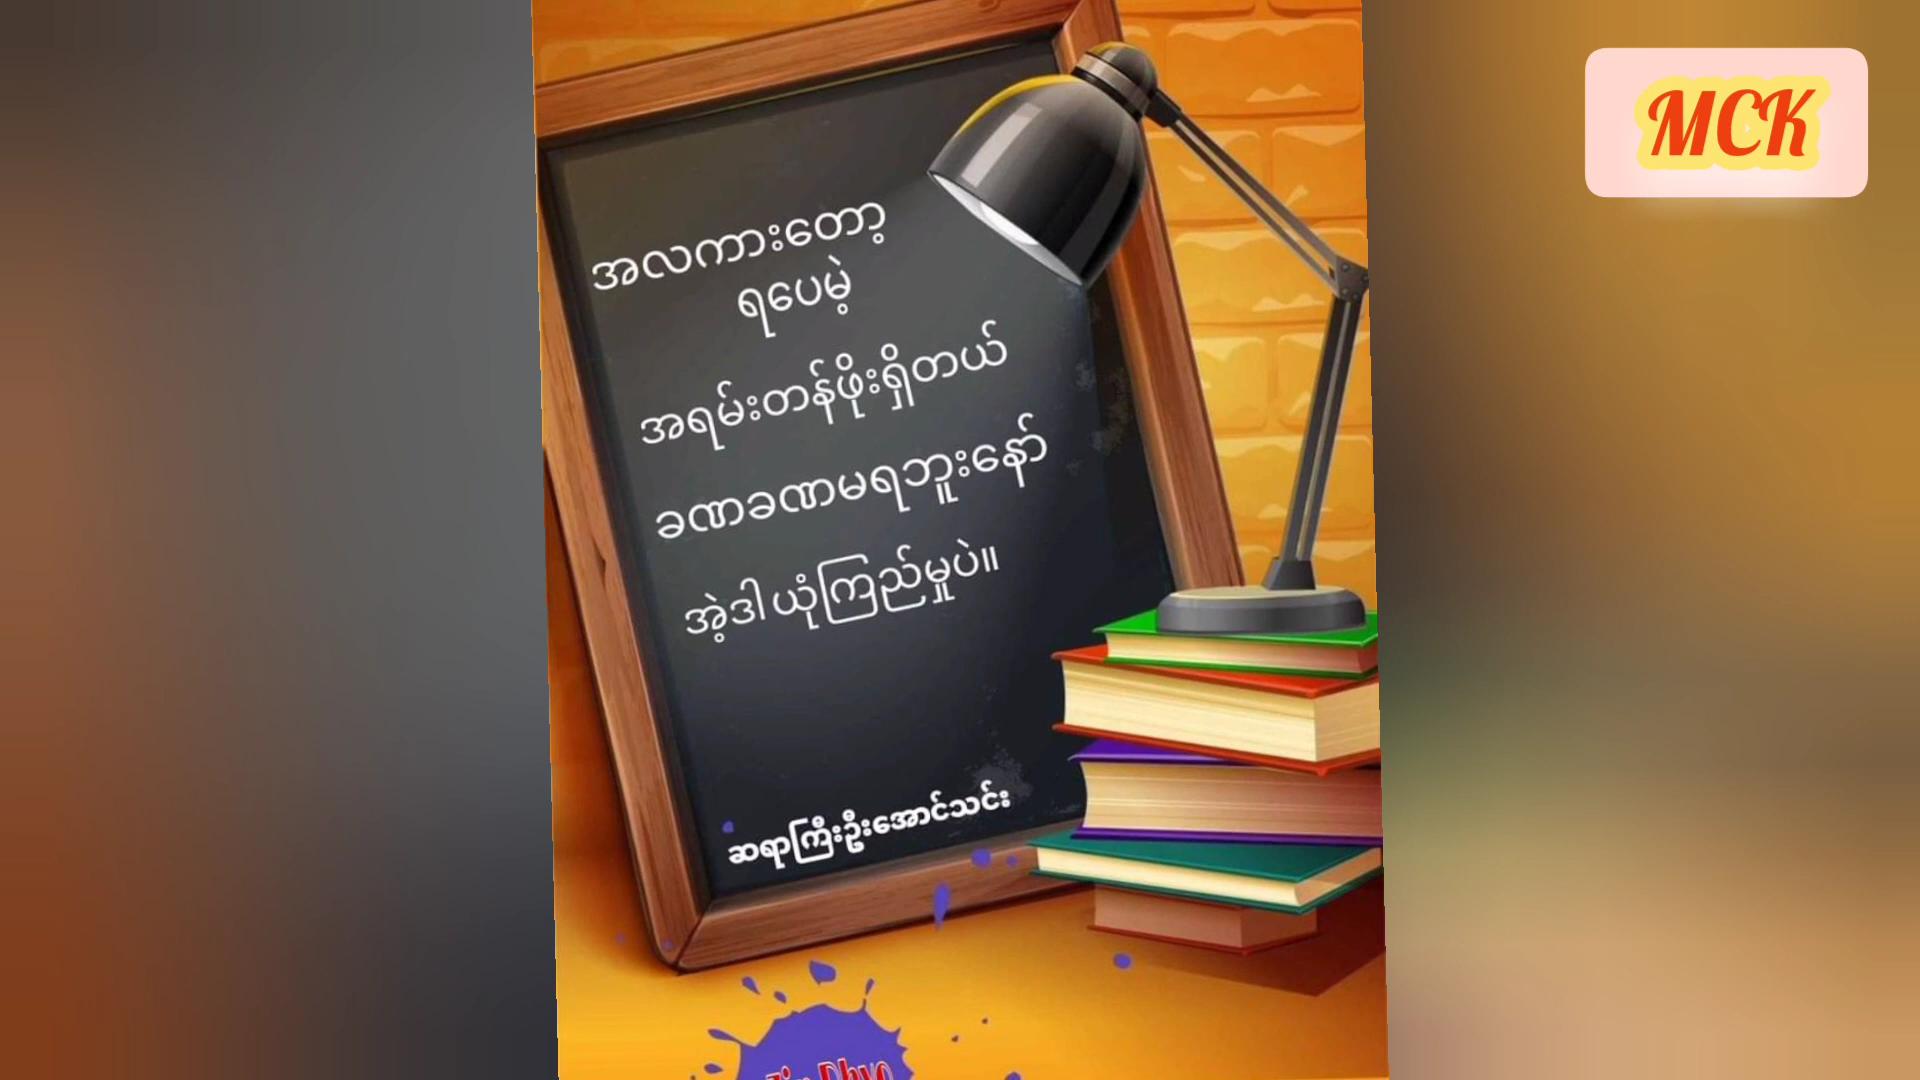 MCK
အလကားတော့
ရပေမဲ့
အရမ်းတန်ဖိုးရှိတယ်
ခဏခဏမရဘူးနော်
အဲ့ဒါယုံကြည်မှုပဲ။
ဆရာကြီးဦးအောင်သင်း
Phyo